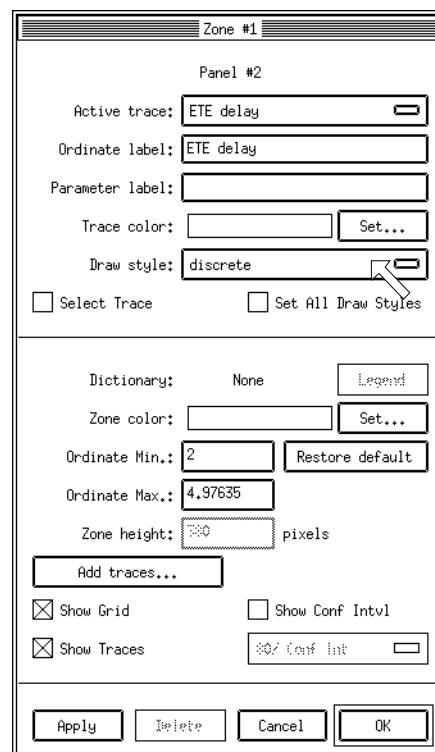 Zone #1
Panel #2
Active trace: ETE delay
Ordinate label: ETE delay
Parameter label:
Trace color: Set...
Draw style: discrete
Select Trace Set All Draw Styles
Dictionary: None Legend
Zone color: Set...
Ordinate Min.: 2 Restore default
Ordinate Max.: 4.97635
Zone height: pixels
Add traces...
Show Grid Show Conf Intvl
Show Traces Conf Int
Apply Delete Cancel OK